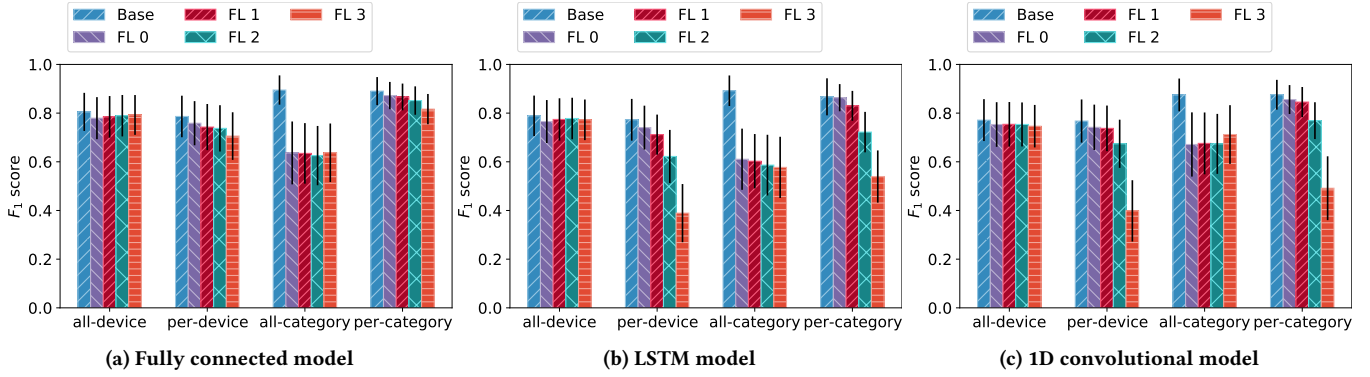 Base FL 1 FL 3
FL 0 FL 2
1.0
0.8
0.6
0.4
0.2
0.0
F1 score
all-device per-device all-category per-category
(a) Fully connected model
Base FL 1 FL 3
FL 0 FL 2
1.0
0.8
0.6
0.4
0.2
0.0
F1 score
all-device per-device all-category per-category
(b) LSTM model
Base FL 1 FL 3
FL 0 FL 2
1.0
0.8
0.6
0.4
0.2
0.0
F1 score
all-device per-device all-category per-category
(c) 1D convolutional model